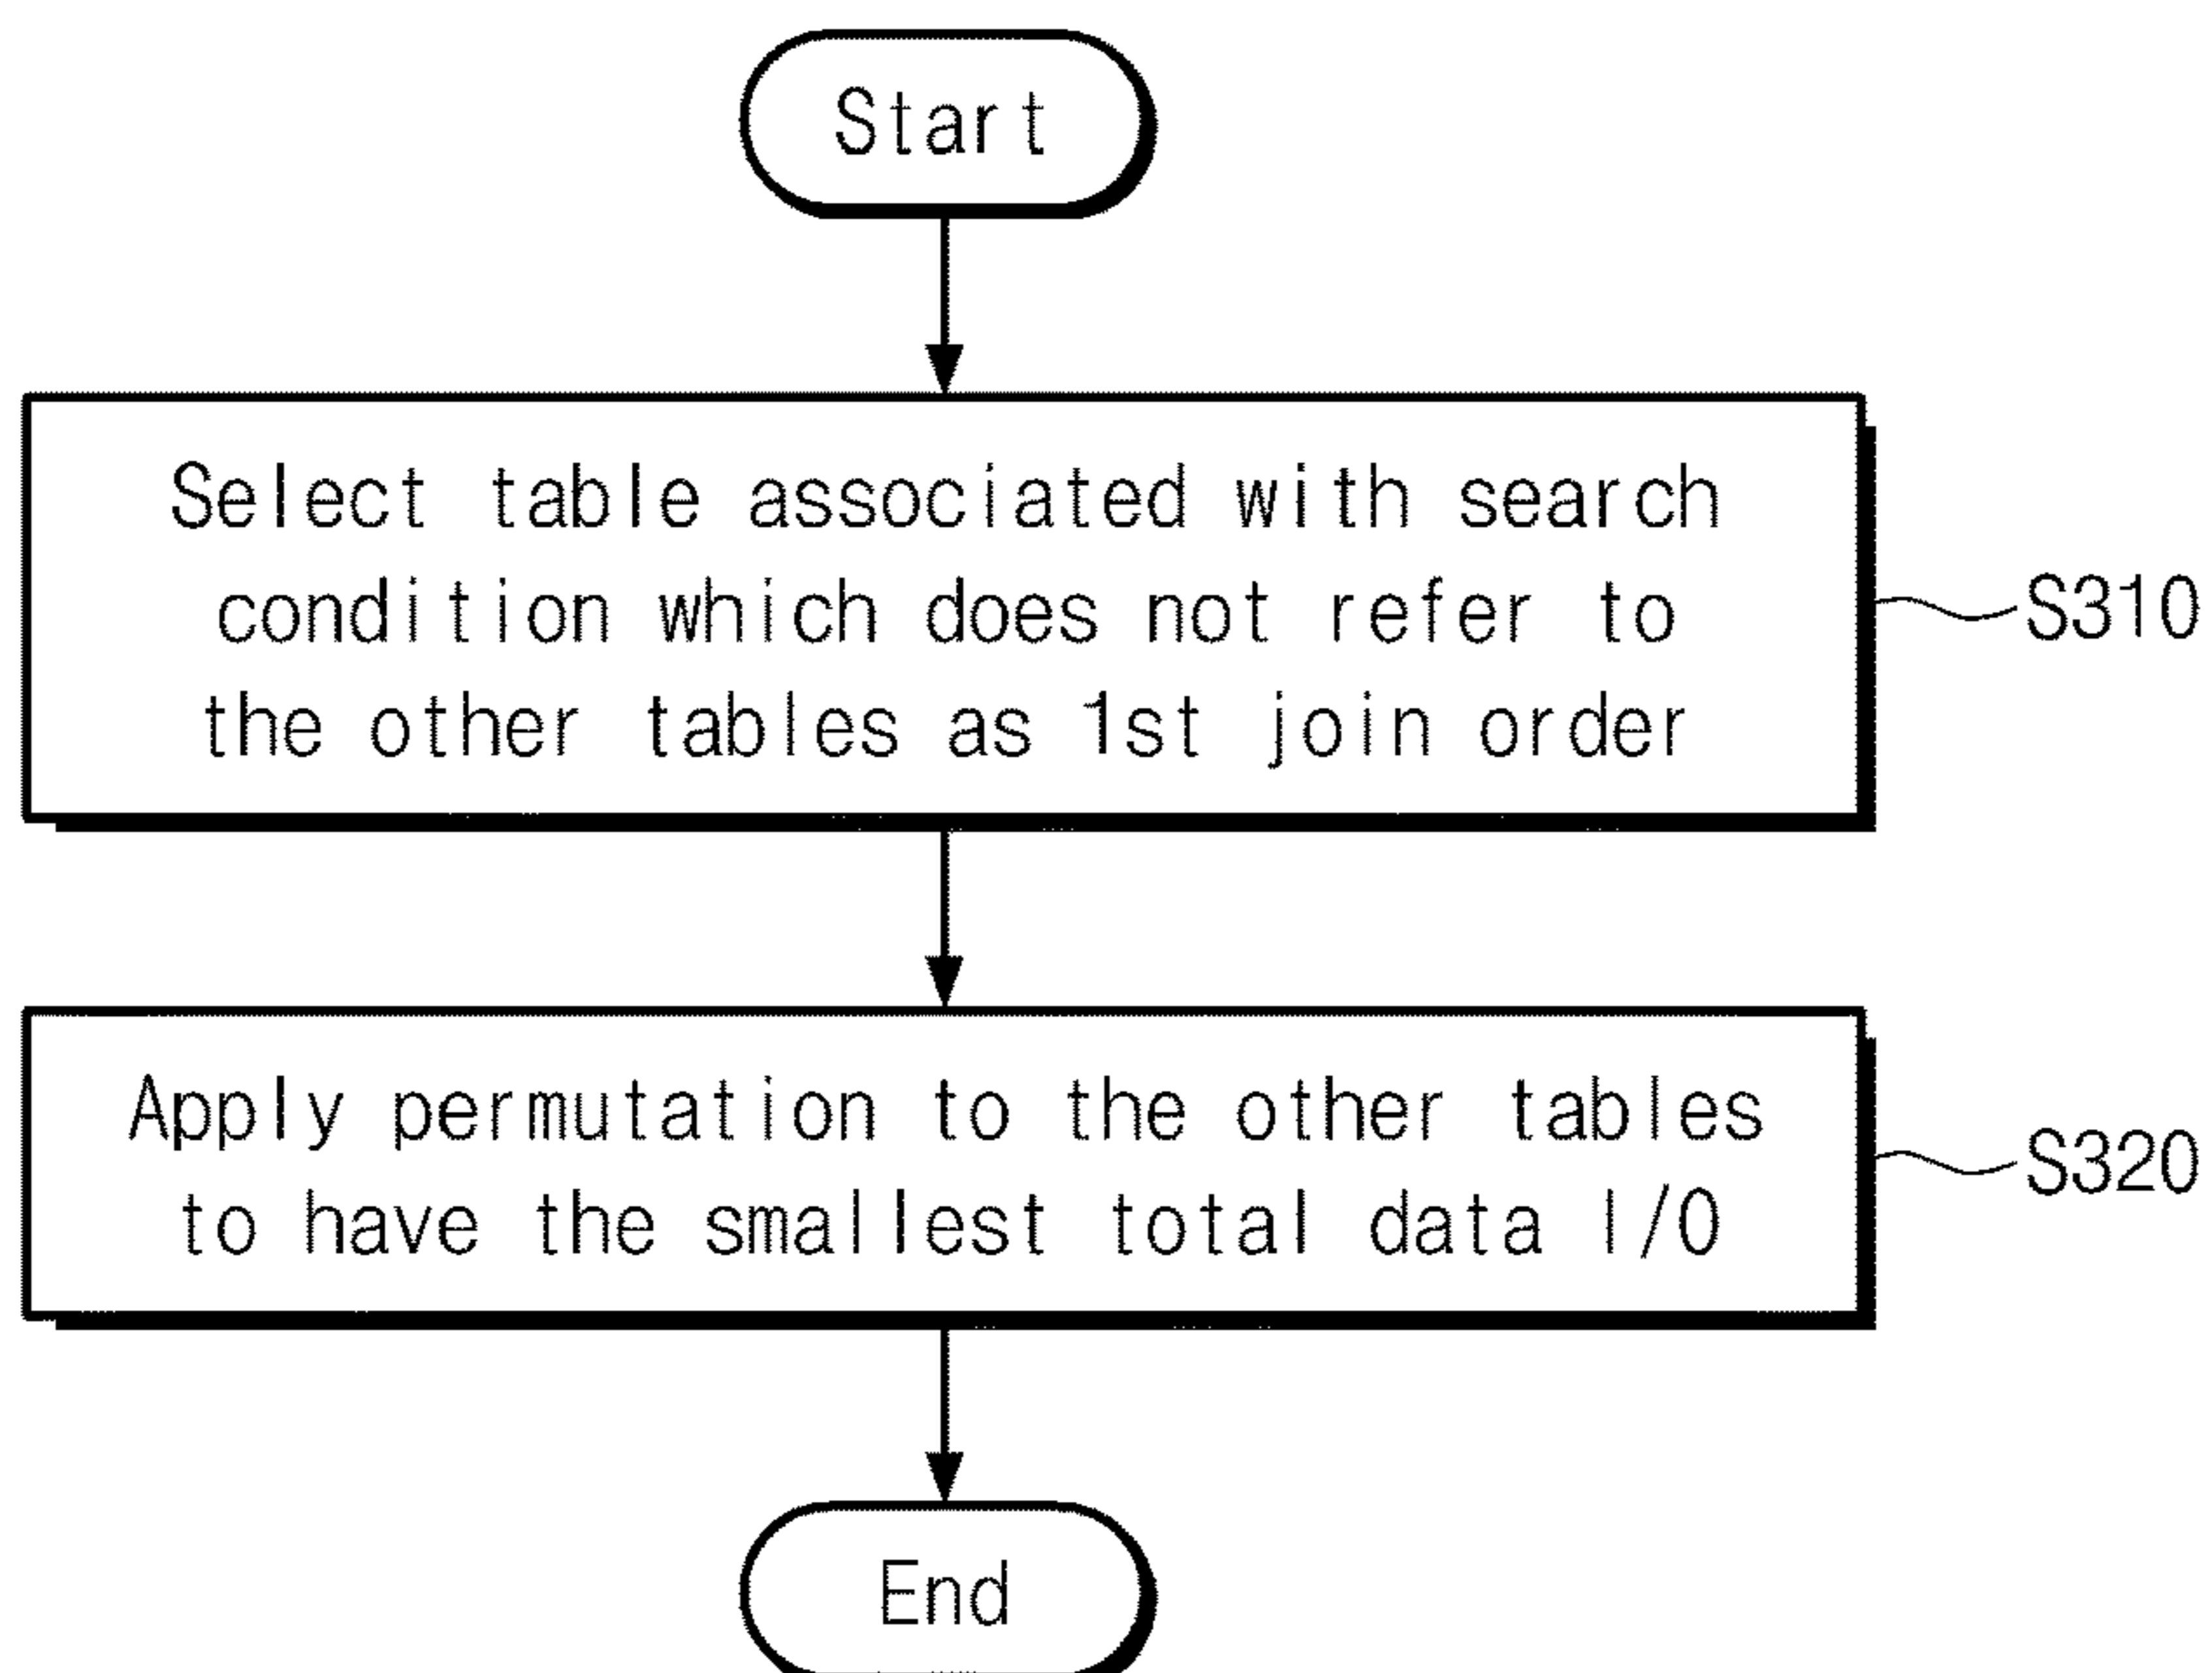 Start
Select table associated with search
condition which does not refer to
the other tables as 1st join order
S310
Apply permutation to the other tables
to have the smallest total data I/O
S320
End